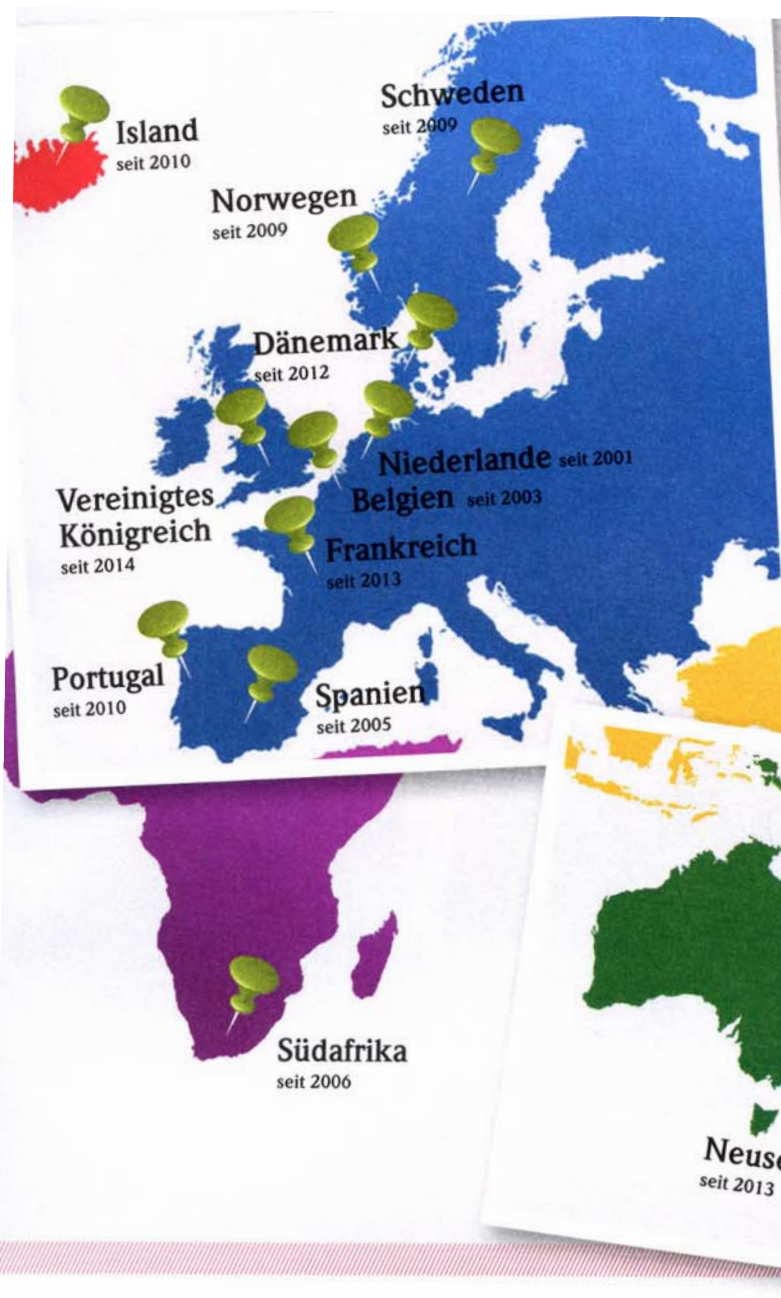 Schweden
seit 2009
Island
seit 2010
Norwegen
seit 2009
Dänemark
seit 2012
Niederlande seit 2001
Belgien seit 2003
Vereinigtes
Königreich
seit 2014
Frankreich
seit 2013
Portugal
seit 2010
Spanien
seit 2005
Südafrika
seit 2006
Neuse
seit 2013